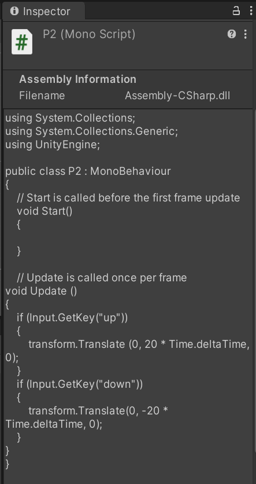 Inspector
P2 (Mono Script)
Assembly Information
Filename Assembly-CSharp.dll
using System.Collections;
using System.Collections.Generic;
using UnityEngine;

public class P2 : MonoBehaviour
{
    // Start is called before the first frame update
    void Start()
    {

    }

    // Update is called once per frame
void Update ()
{
    if (Input.GetKey("up"))
    {
        transform.Translate (0, 20 * Time.deltaTime,
0);
    }
    if (Input.GetKey("down"))
    {
        transform.Translate(0, -20 *
Time.deltaTime, 0);
    }
}
}